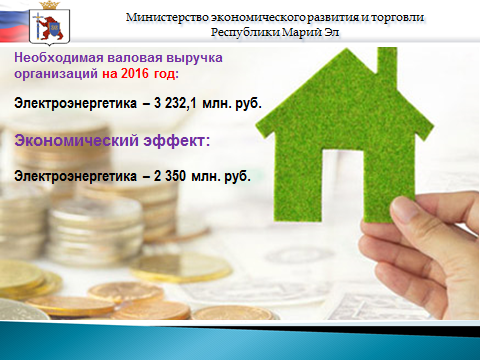 Министерство экономического развития и торговли
Республики Марий Эл
Необходимая валовая выручка
организаций на 2016 год:
Электроэнергетика – 3 232,1 млн. руб.
Экономический эффект:
Электроэнергетика – 2 350 млн. руб.